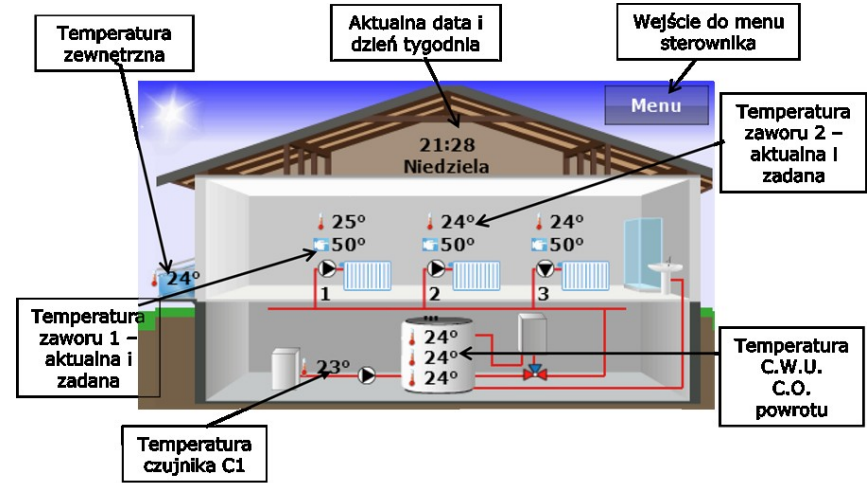 Temperatura
zewnętrzna
Aktualna data i
dzień tygodnia
Wejście do menu
sterownika
Menu
Temperatura
zaworu 2 –
aktualna i
zadana
21:28
Niedziela
25° 24° 24°
50° 50° 50°
24°
1 2 3
Temperatura
zaworu 1 –
aktualna i
zadana
24°
24°
24°
23°
Temperatura
C.W.U.
C.O.
powrotu
Temperatura
czujnika C1